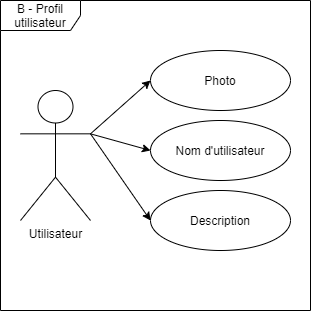 B - Profil
utilisateur
Photo
Nom d'utilisateur
Description
Utilisateur